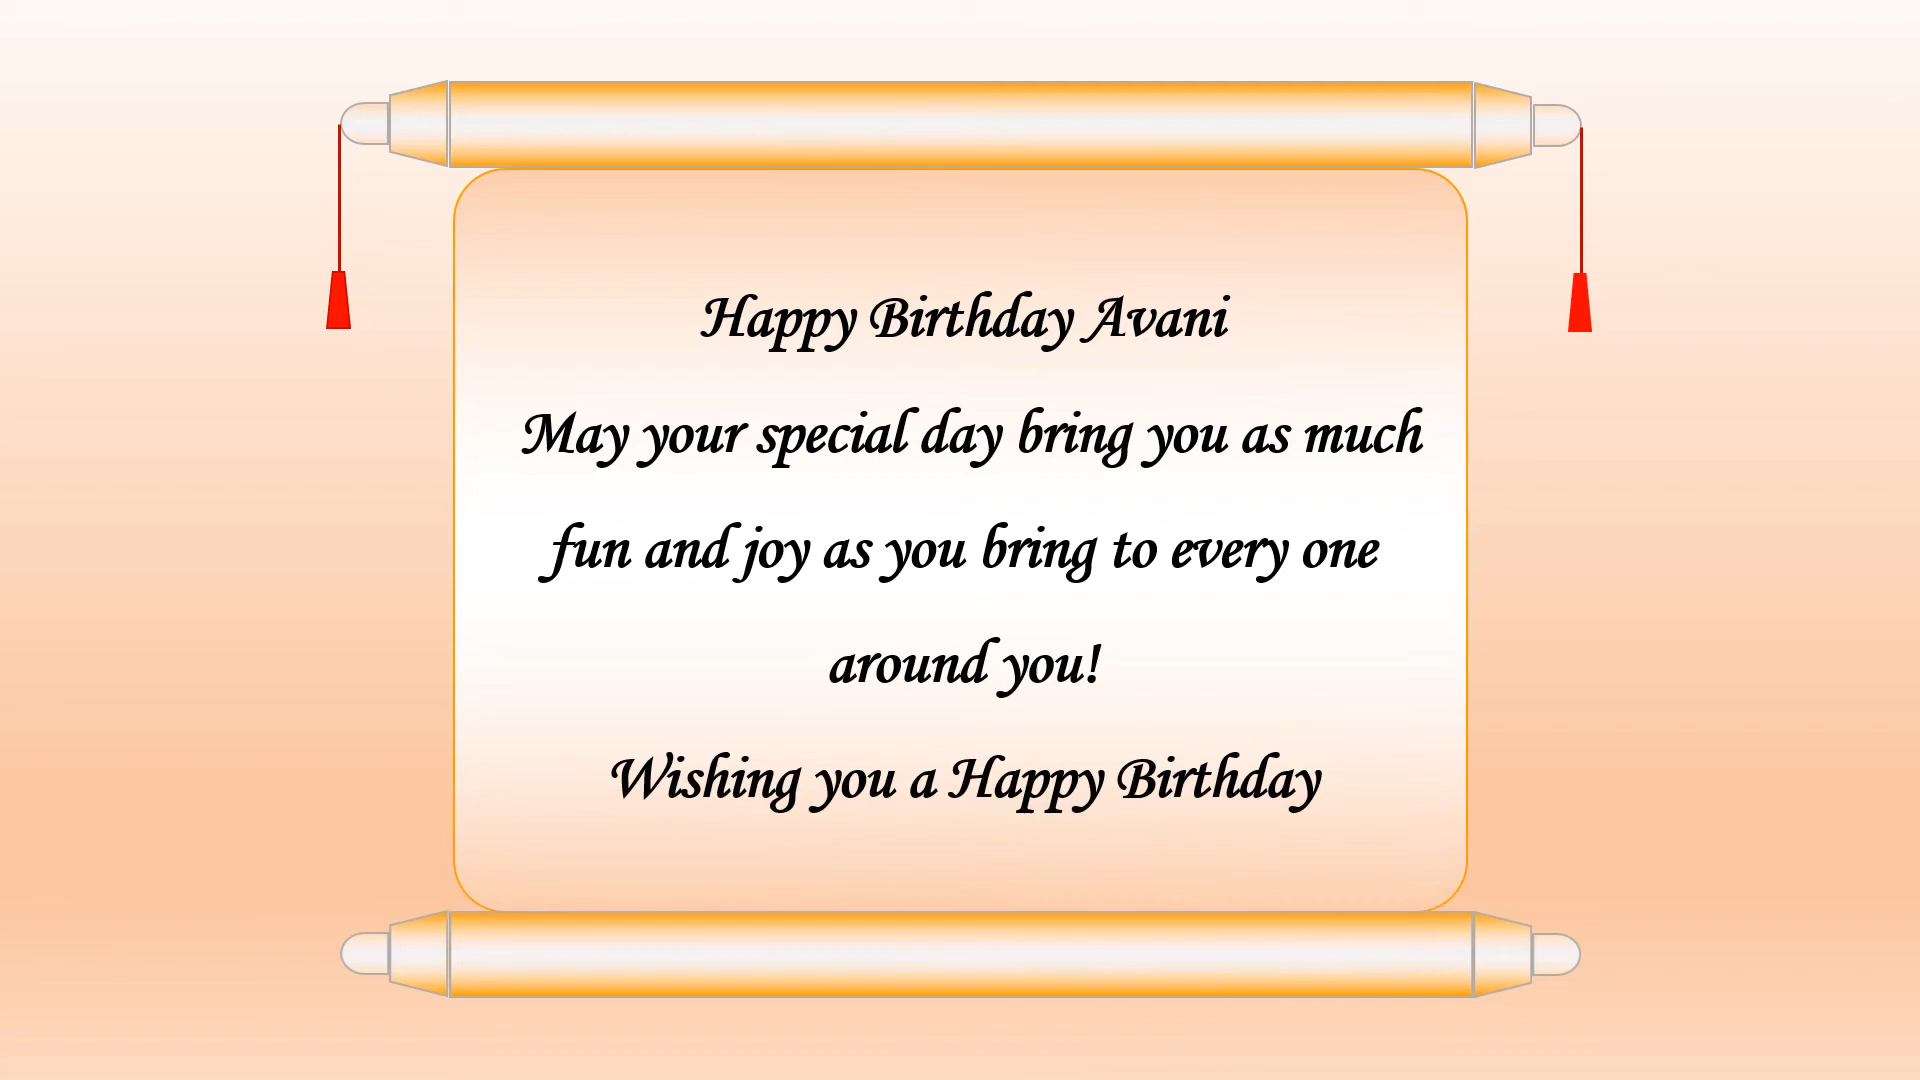 Happy Birthday Avani
May your special day bring you as much
fun and joy as you bring to every one
around you!
Wishing you a Happy Birthday